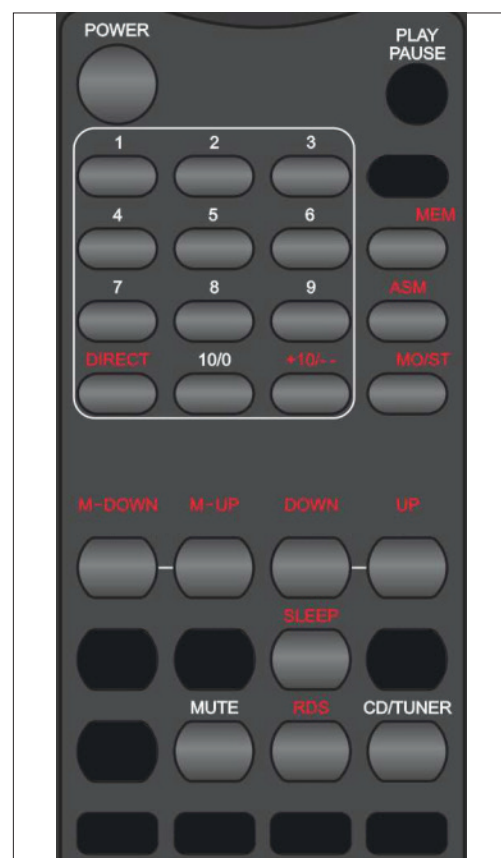 POWER
PLAY
PAUSE
1 2 3
MEM
4 5 6
ASM
7 8 9
DIRECT 10/0 +10/-- MO/ST
M-DOWN M-UP DOWN UP
SLEEP
MUTE RDS CD/TUNER